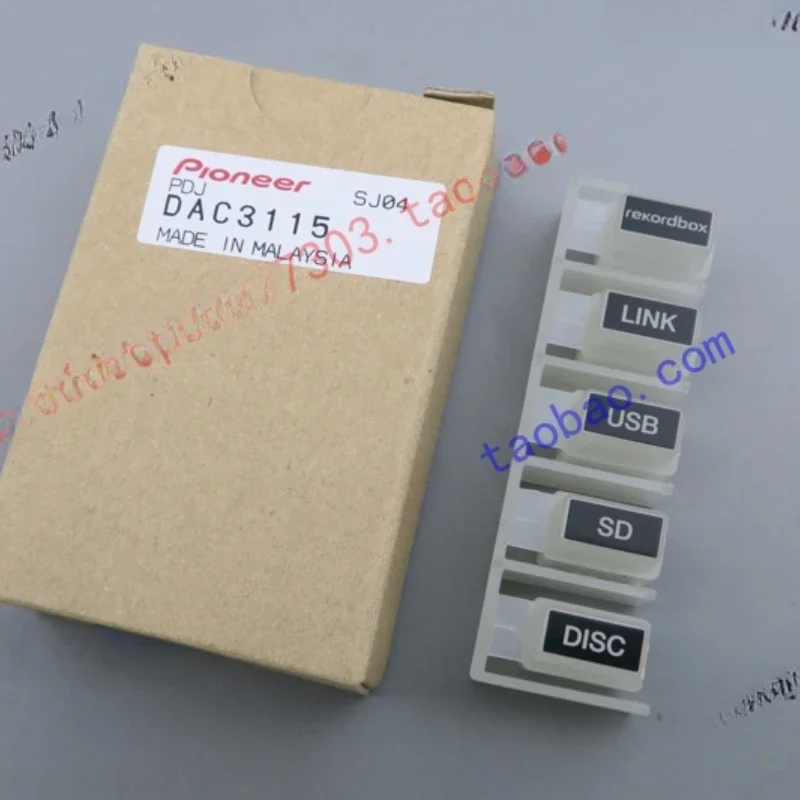 Pioneer
PDJ SJ04
DAC3115
MADE IN MALAYSIA
rekordbox
LINK
USB
SD
DISC
taobao.com